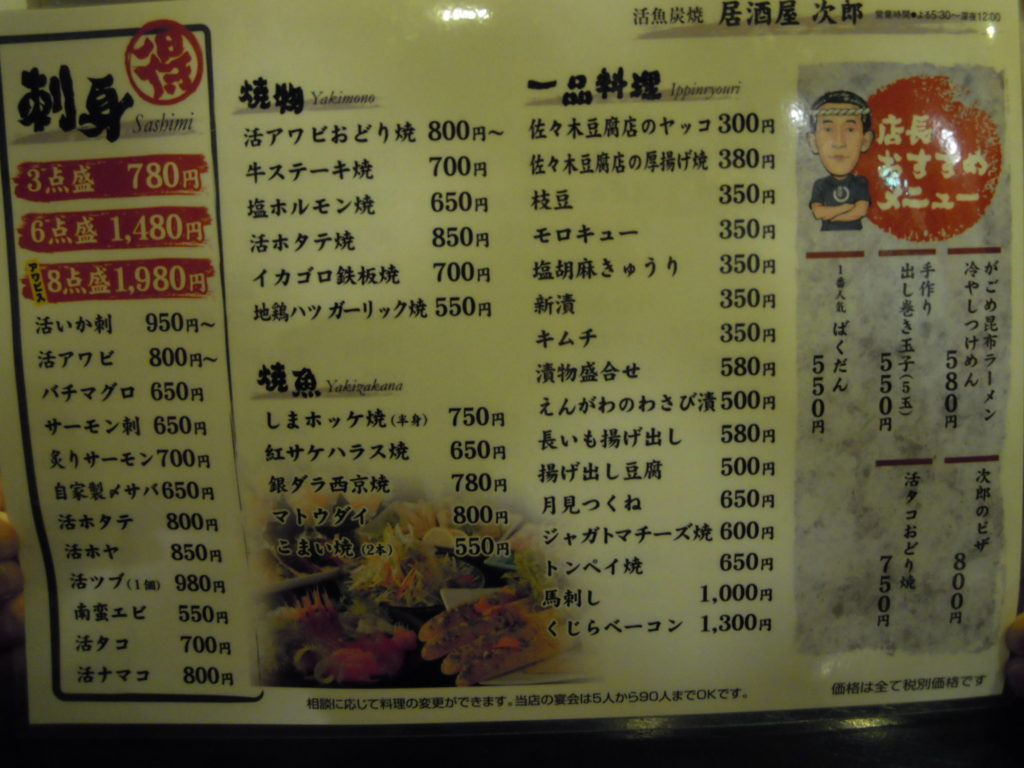 活魚炭焼 居酒屋 次郎 営業時間●よる5:30～深夜12:00
刺身 得
Sashimi
3点盛 780円
6点盛 1,480円
アワビ入 8点盛 1,980円
活いか刺 950円～
活アワビ 800円～
バチマグロ 650円
サーモン刺 650円
炙りサーモン 700円
自家製〆サバ 650円
活ホタテ 800円
活ホヤ 850円
活ツブ(1個) 980円
南蛮エビ 550円
活タコ 700円
活ナマコ 800円
焼物 Yakimono
活アワビおどり焼 800円～
牛ステーキ焼 700円
塩ホルモン焼 650円
活ホタテ焼 850円
イカゴロ鉄板焼 700円
地鶏ハツ ガーリック焼 550円
焼魚 Yakizakana
しまホッケ焼(半身) 750円
紅サケハラス焼 650円
銀ダラ西京焼 780円
マトウダイ 800円
こまい焼(2本) 550円
一品料理 Ippinryouri
佐々木豆腐店のヤッコ 300円
佐々木豆腐店の厚揚げ焼 380円
枝豆 350円
モロキュー 350円
塩胡麻きゅうり 350円
新漬 350円
キムチ 350円
漬物盛合せ 580円
えんがわのわさび漬 500円
長いも揚げ出し 580円
揚げ出し豆腐 500円
月見つくね 650円
ジャガトマチーズ焼 600円
トンペイ焼 650円
馬刺し 1,000円
くじらベーコン 1,300円
店長
おすすめ
メニュー
がごめ昆布ラーメン
冷やしつけめん
580円
手作り
出し巻き玉子(5玉)
550円
1番人気 ばくだん
550円
次郎のピザ
800円
活タコおどり焼
750円
相談に応じて料理の変更ができます。当店の宴会は5人から90人までOKです。
価格は全て税別価格です